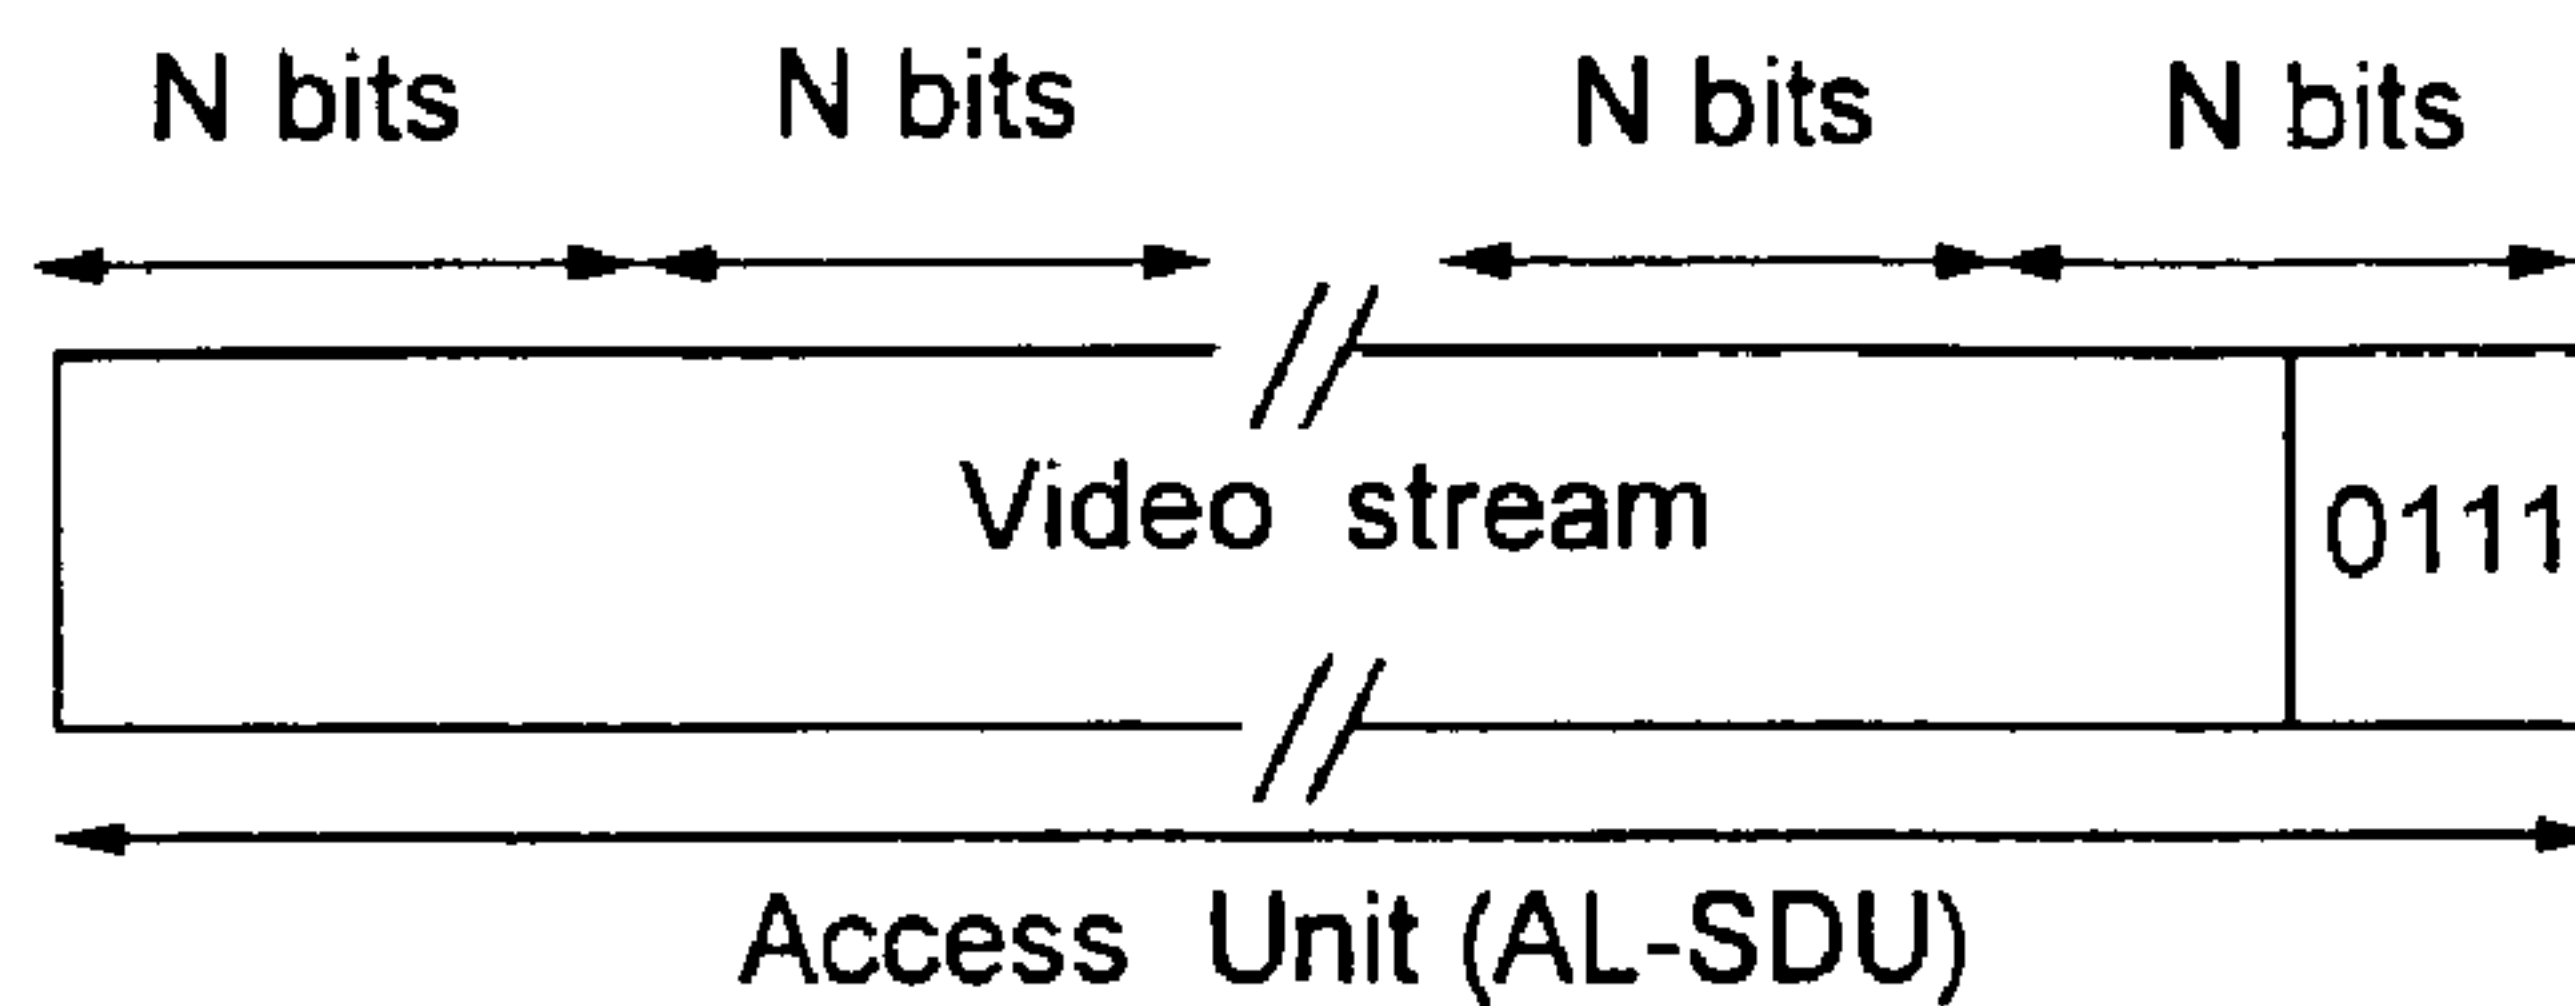 N bits N bits N bits N bits
Video stream
0111
Access Unit (AL-SDU)